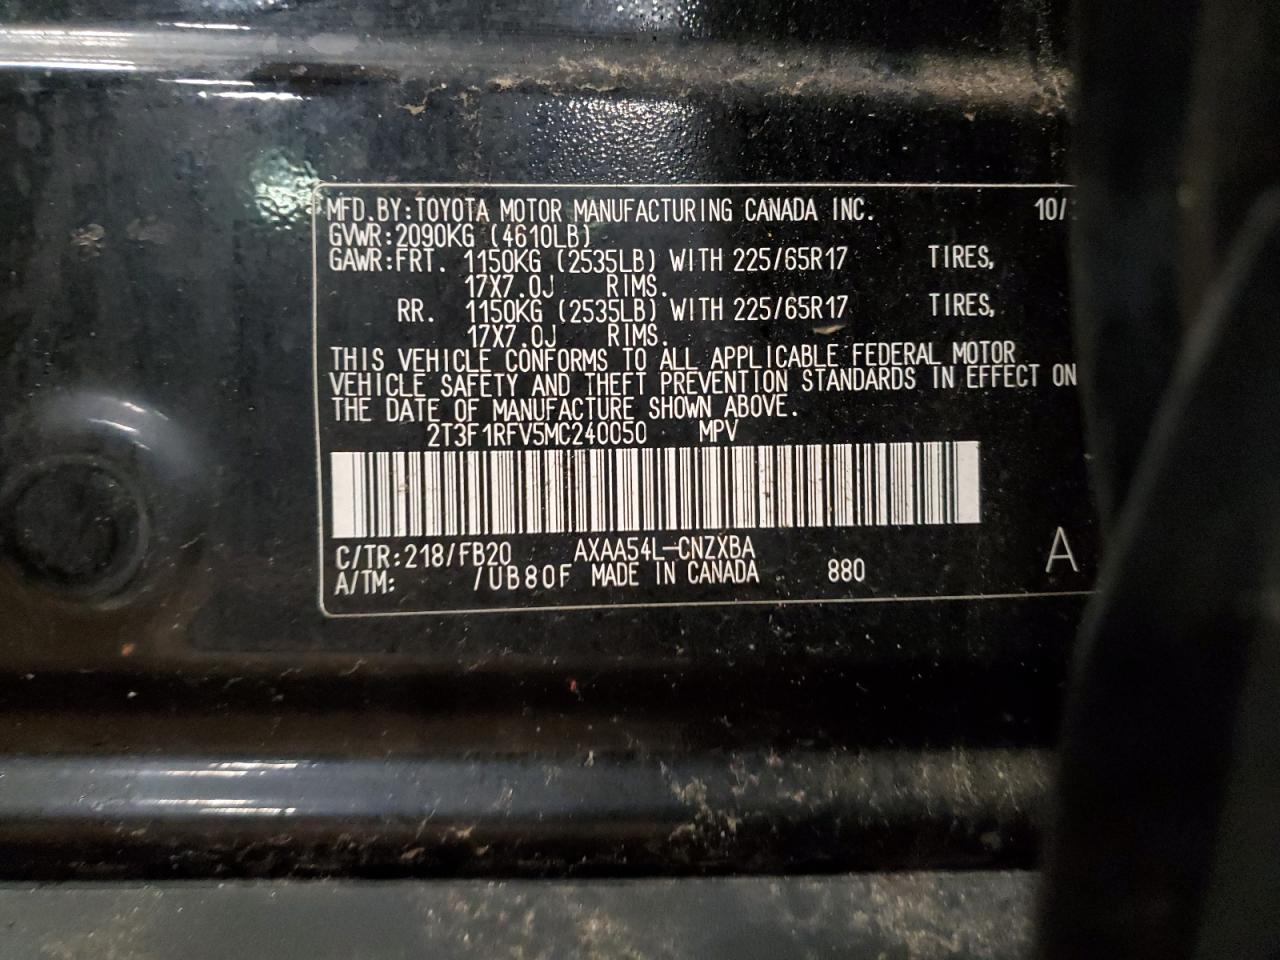 MFD.BY:TOYOTA MOTOR MANUFACTURING CANADA INC. 10/
GVWR:2090KG (4610LB)
GAWR:FRT. 1150KG (2535LB) WITH 225/65R17 TIRES,
17X7.0J RIMS.
RR. 1150KG (2535LB) WITH 225/65R17 TIRES,
17X7.0J RIMS.
THIS VEHICLE CONFORMS TO ALL APPLICABLE FEDERAL MOTOR
VEHICLE SAFETY AND THEFT PREVENTION STANDARDS IN EFFECT ON
THE DATE OF MANUFACTURE SHOWN ABOVE.
2T3F1RFV5MC240050 MPV
C/TR:218/FB20 AXAA54L-CNZXBA
A/TM: /UB80F MADE IN CANADA 880 A